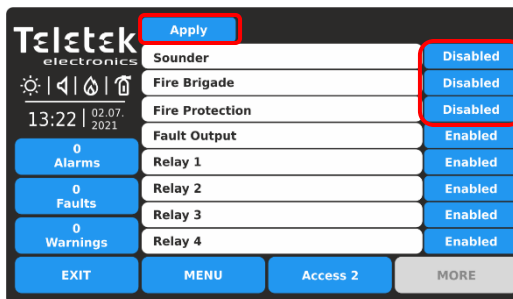 Teletek
electronics
13:22 02.07.
2021
0
Alarms
0
Faults
0
Warnings
Apply
Sounder Disabled
Fire Brigade Disabled
Fire Protection Disabled
Fault Output Enabled
Relay 1 Enabled
Relay 2 Enabled
Relay 3 Enabled
Relay 4 Enabled
EXIT MENU Access 2 MORE